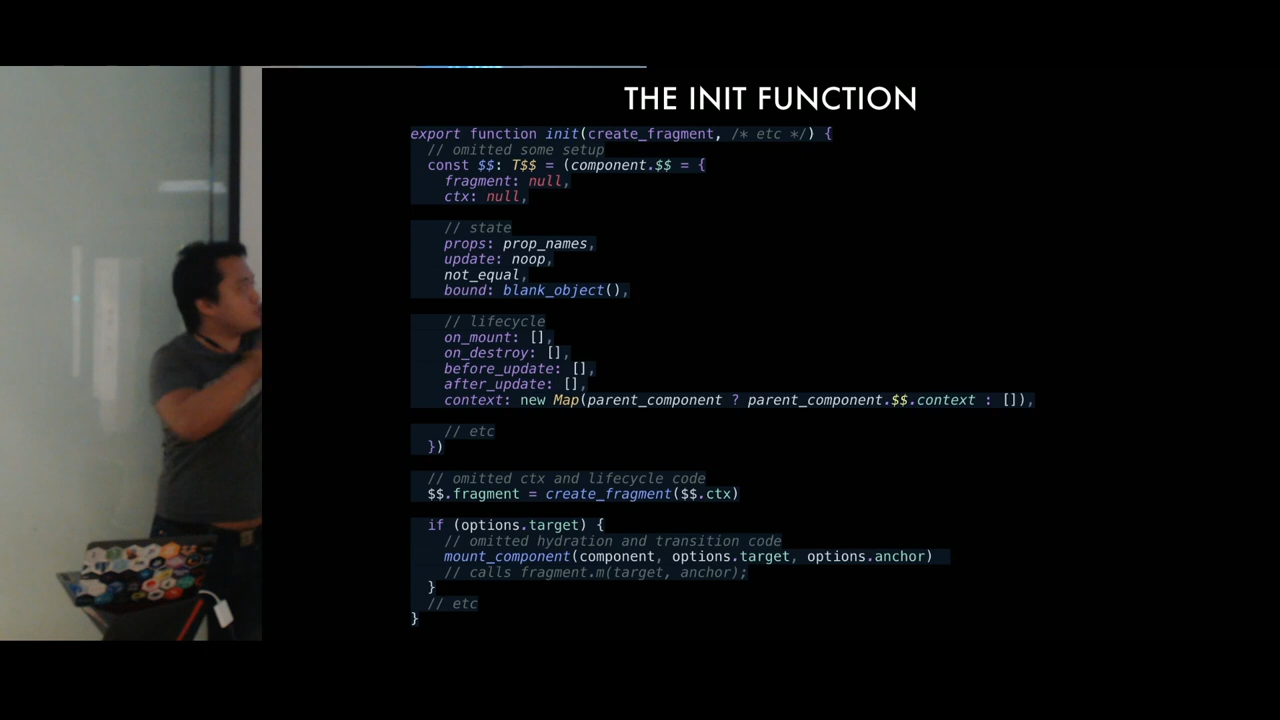 THE INIT FUNCTION
export function init(create_fragment, /* etc */) {
// omitted some setup
const $$: T$$ = (component.$$ = {
fragment: null,
ctx: null,
// state
props: prop_names,
update: noop,
not_equal,
bound: blank_object(),
// lifecycle
on_mount: [],
on_destroy: [],
before_update: [],
after_update: [],
context: new Map(parent_component ? parent_component.$$.context : []),
// etc
})
// omitted ctx and lifecycle code
$$.fragment = create_fragment($$.ctx)
if (options.target) {
// omitted hydration and transition code
mount_component(component, options.target, options.anchor)
// calls fragment.m(target, anchor);
}
// etc
}